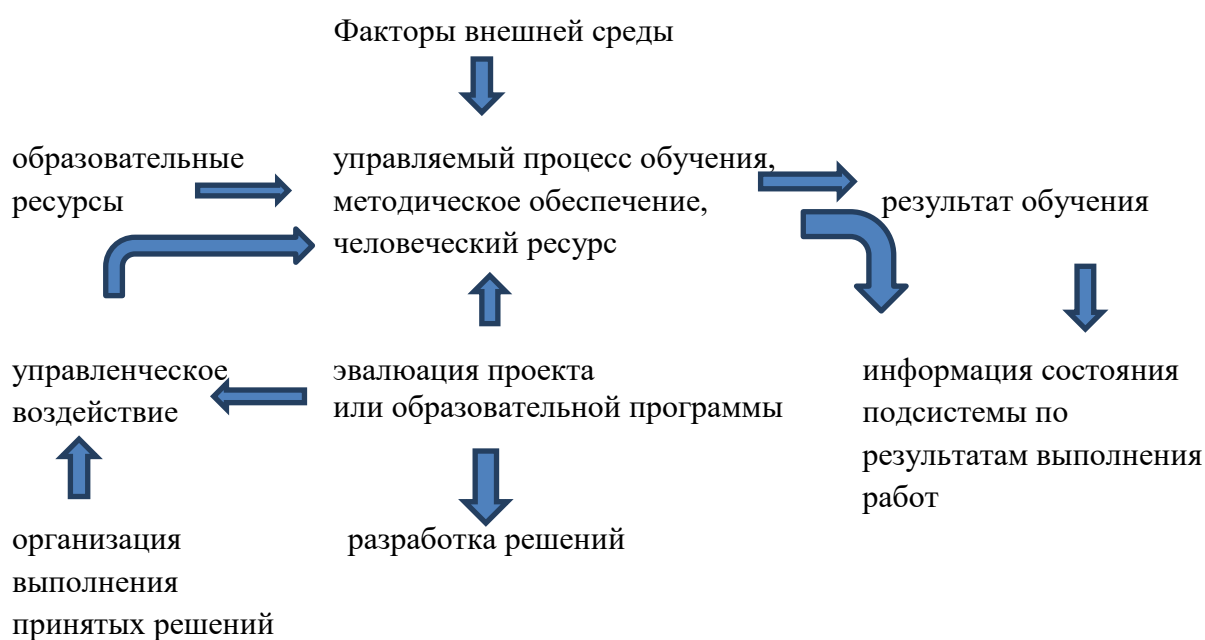 Факторы внешней среды
образовательные
ресурсы
управляемый процесс обучения,
методическое обеспечение,
человеческий ресурс
результат обучения
управленческое
воздействие
эвалюация проекта
или образовательной программы
информация состояния
подсистемы по
результатам выполнения
работ
организация
выполнения
принятых решений
разработка решений